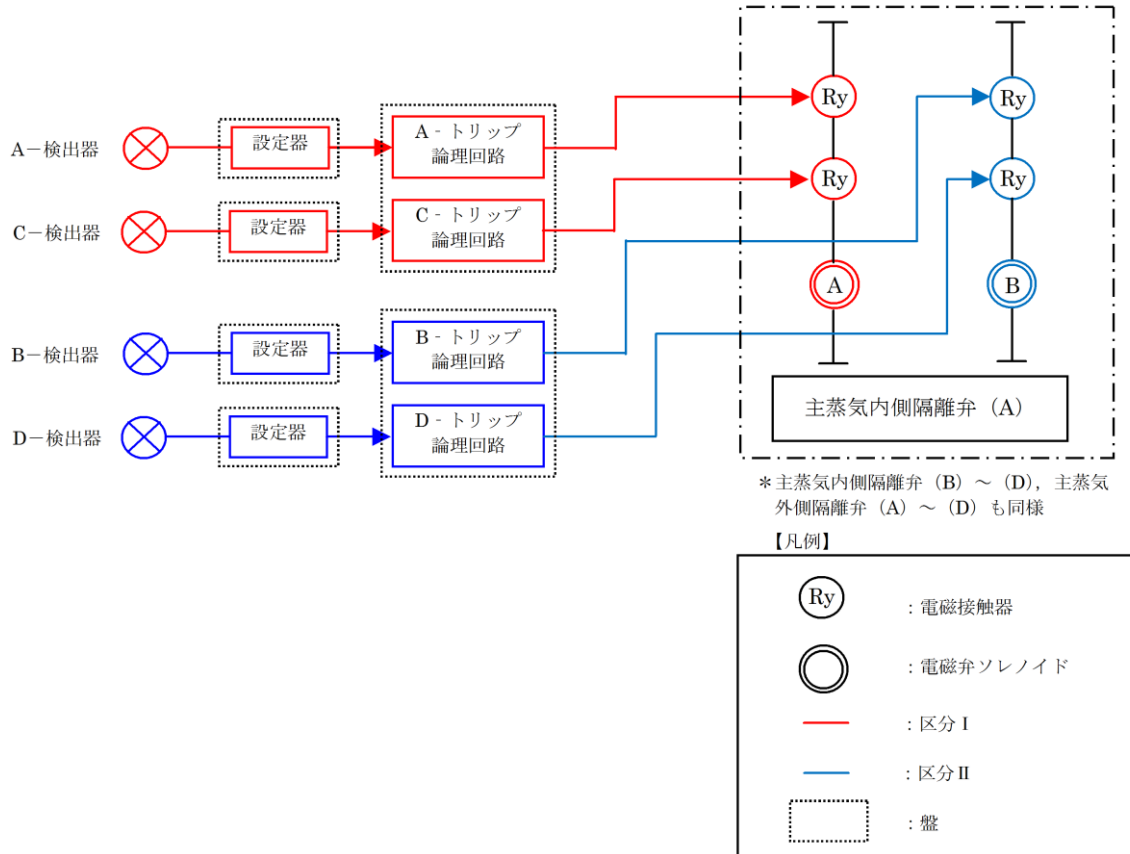 A－検出器
設定器
A‐トリップ
論理回路
Ry
Ry
C－検出器
設定器
C‐トリップ
論理回路
Ry
Ry
B－検出器
設定器
B‐トリップ
論理回路
A
B
D－検出器
設定器
D‐トリップ
論理回路
主蒸気内側隔離弁（A）
＊主蒸気内側隔離弁（B）～（D），主蒸気
外側隔離弁（A）～（D）も同様
【凡例】
Ry
：電磁接触器
：電磁弁ソレノイド
：区分Ⅰ
：区分Ⅱ
：盤